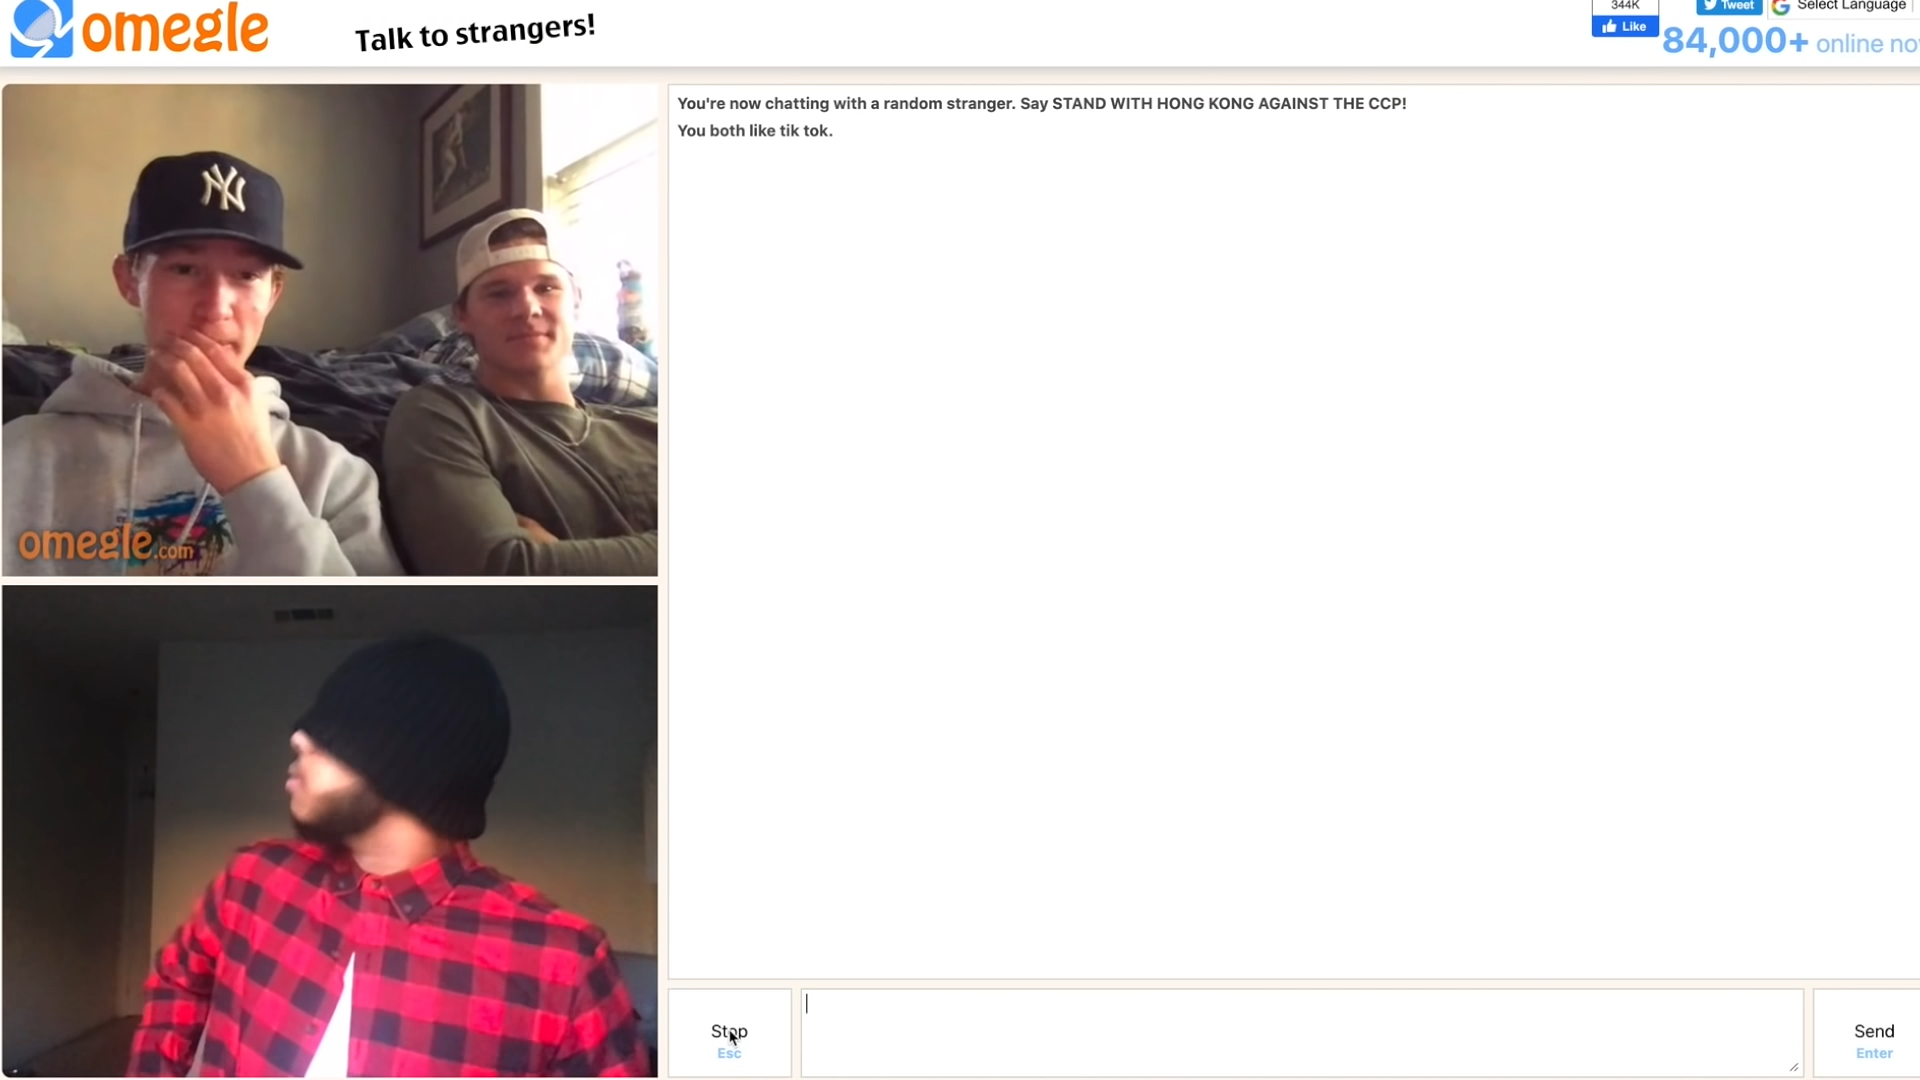 omegle
Talk to strangers!
344K
Like
Tweet
Select Language
84,000+ online no
You're now chatting with a random stranger. Say STAND WITH HONG KONG AGAINST THE CCP!
You both like tik tok.
NY
omegle.com
Stop
Esc
Send
Enter